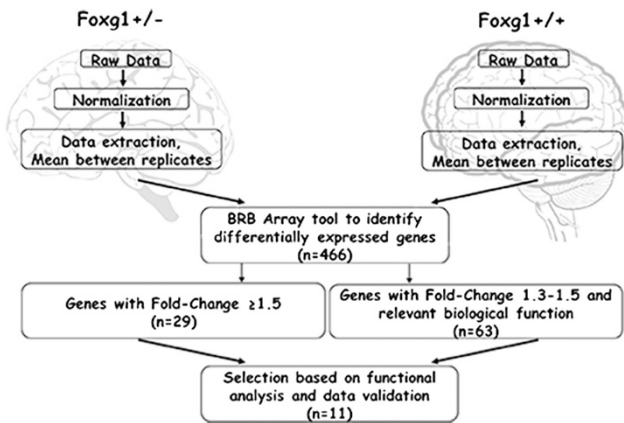 Foxg1+/-
Raw Data
Normalization
Data extraction,
Mean between replicates
Foxg1+/+
Raw Data
Normalization
Data extraction,
Mean between replicates
BRB Array tool to identify
differentially expressed genes
(n=466)
Genes with Fold-Change ≥1.5
(n=29)
Genes with Fold-Change 1.3-1.5 and
relevant biological function
(n=63)
Selection based on functional
analysis and data validation
(n=11)